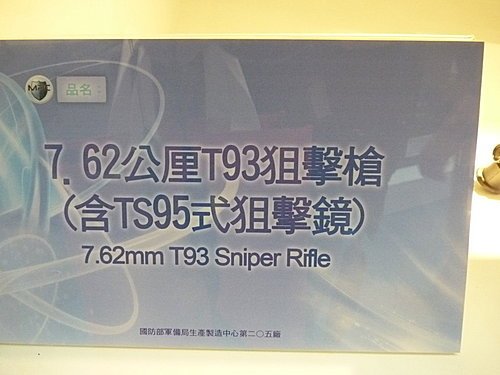 MPC
品名：
7.62公厘T93狙擊槍
(含TS95式狙擊鏡)
7.62mm T93 Sniper Rifle
國防部軍備局生產製造中心第二〇五廠